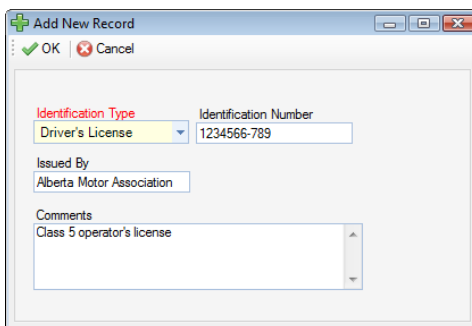 Add New Record
OK Cancel
Identification Type Identification Number
Driver's License 1234566-789
Issued By
Alberta Motor Association
Comments
Class 5 operator's license